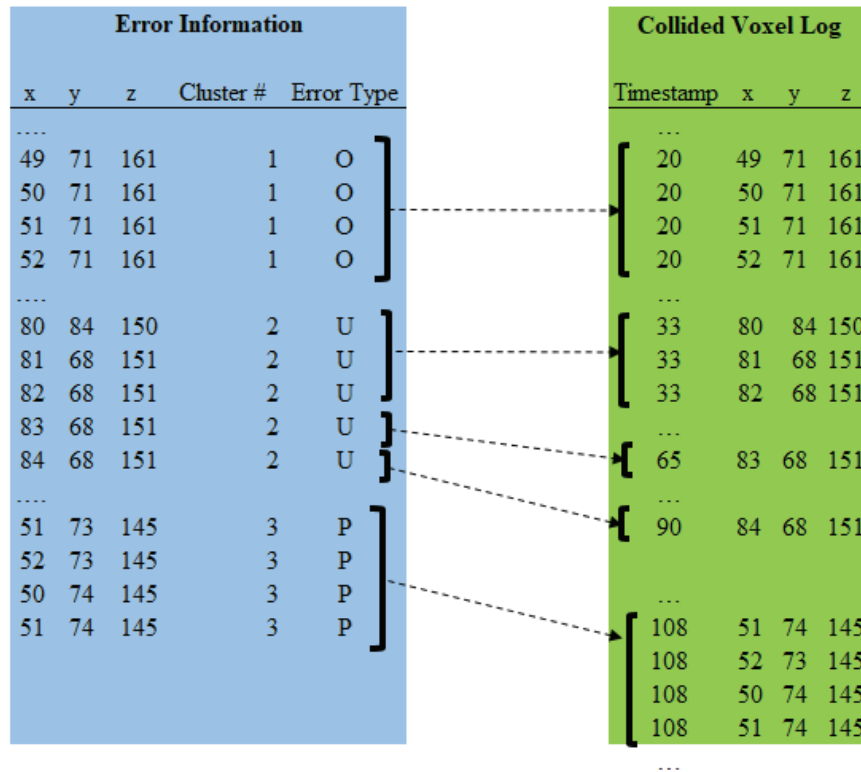 Error Information
x y z Cluster # Error Type
....
49 71 161 1 O
50 71 161 1 O
51 71 161 1 O
52 71 161 1 O
....
80 84 150 2 U
81 68 151 2 U
82 68 151 2 U
83 68 151 2 U
84 68 151 2 U
....
51 73 145 3 P
52 73 145 3 P
50 74 145 3 P
51 74 145 3 P
Collided Voxel Log
Timestamp x y z
...
20 49 71 161
20 50 71 161
20 51 71 161
20 52 71 161
...
33 80 84 150
33 81 68 151
33 82 68 151
...
65 83 68 151
...
90 84 68 151
...
108 51 74 145
108 52 73 145
108 50 74 145
108 51 74 145
...